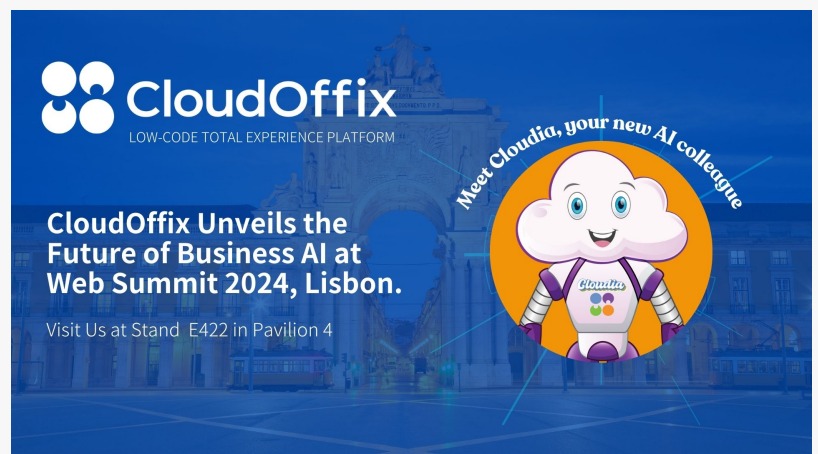 CloudOffix
LOW-CODE TOTAL EXPERIENCE PLATFORM
Meet Cloudia, your new AI colleague
CloudOffix Unveils the
Future of Business AI at
Web Summit 2024, Lisbon.
Visit Us at Stand E422 in Pavilion 4
Cloudia